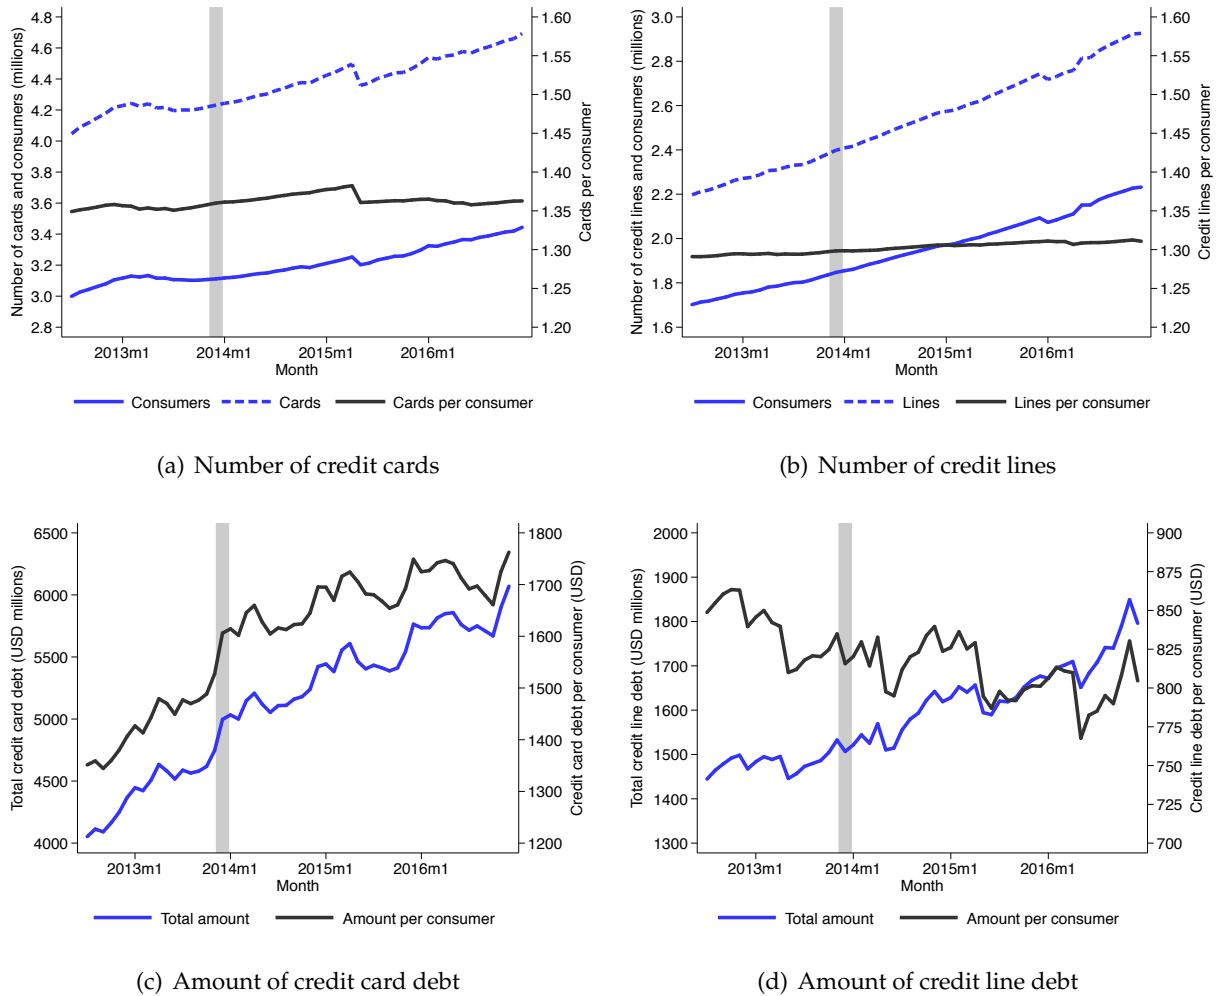 Number of cards and consumers (millions)
4.8
4.6
4.4
4.2
4.0
3.8
3.6
3.4
3.2
3.0
2.8
1.60
1.55
1.50
1.45
1.40
1.35
1.30
1.25
1.20
Cards per consumer
2013m1 2014m1 2015m1 2016m1
Month
Consumers Cards Cards per consumer
(a) Number of credit cards
Number of credit lines and consumers (millions)
3.0
2.8
2.6
2.4
2.2
2.0
1.8
1.6
1.60
1.55
1.50
1.45
1.40
1.35
1.30
1.25
1.20
Credit lines per consumer
2013m1 2014m1 2015m1 2016m1
Month
Consumers Lines Lines per consumer
(b) Number of credit lines
Total credit card debt (USD millions)
6500
6000
5500
5000
4500
4000
1800
1700
1600
1500
1400
1300
1200
Credit card debt per consumer (USD)
2013m1 2014m1 2015m1 2016m1
Month
Total amount Amount per consumer
(c) Amount of credit card debt
Total credit line debt (USD millions)
2000
1900
1800
1700
1600
1500
1400
1300
900
875
850
825
800
775
750
725
700
Credit line debt per consumer (USD)
2013m1 2014m1 2015m1 2016m1
Month
Total amount Amount per consumer
(d) Amount of credit line debt